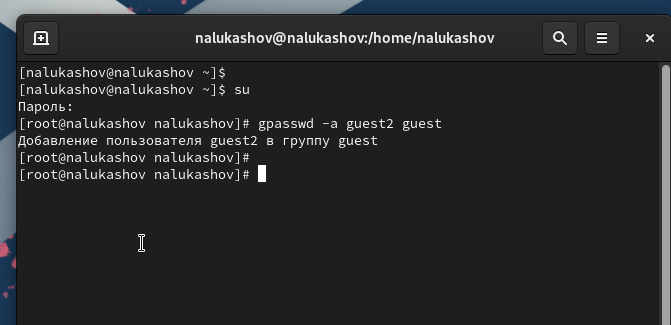 nalukashov@nalukashov:/home/nalukashov
[nalukashov@nalukashov ~]$
[nalukashov@nalukashov ~]$ su
Пароль:
[root@nalukashov nalukashov]# gpasswd -a guest2 guest
Добавление пользователя guest2 в группу guest
[root@nalukashov nalukashov]#
[root@nalukashov nalukashov]#